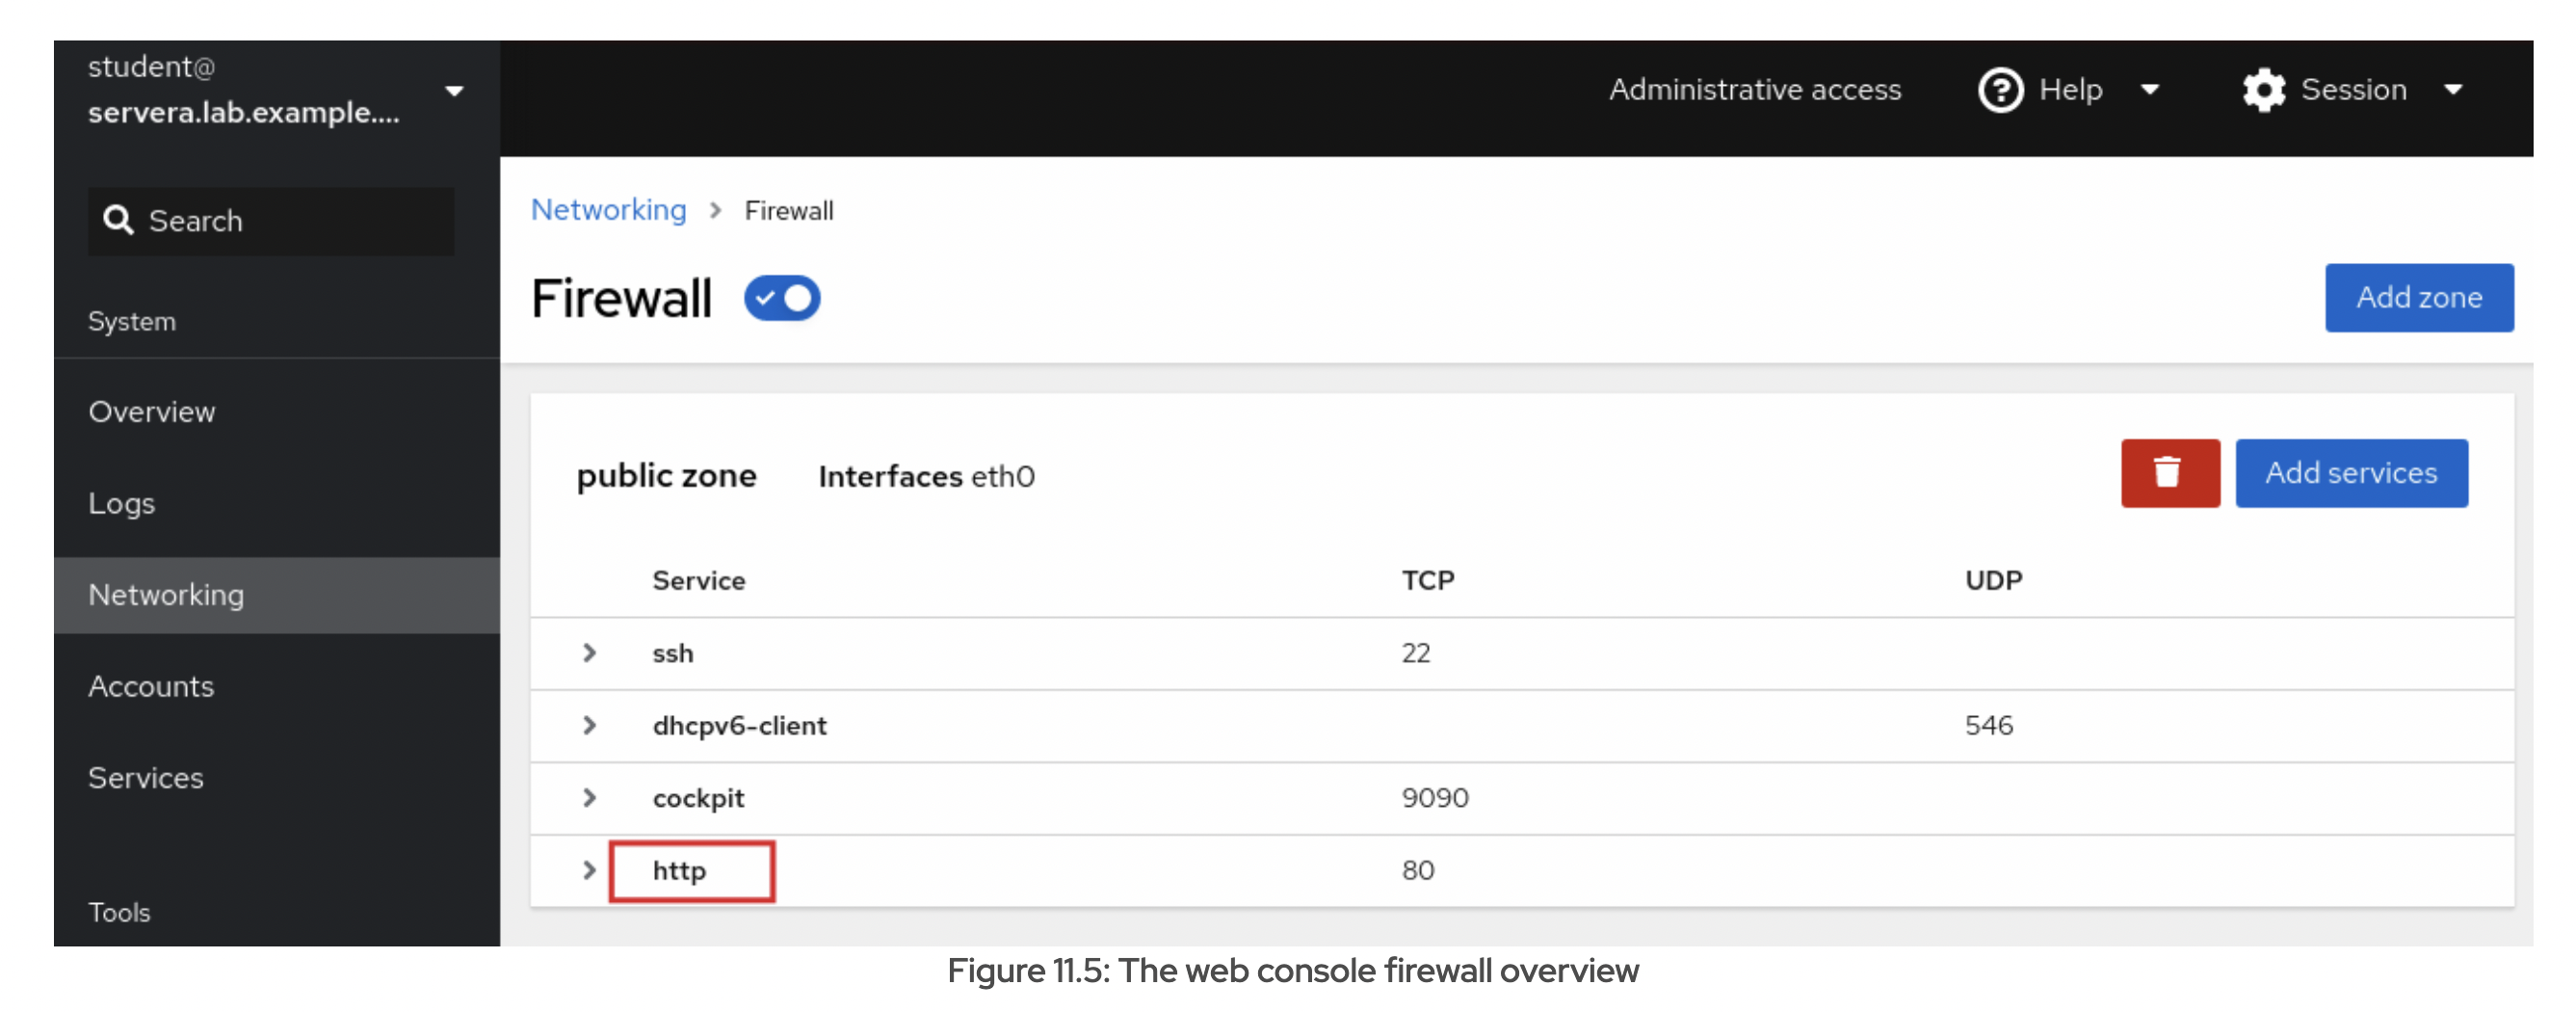 student@
servera.lab.example....
Administrative access
Help
Session
Search
System
Overview
Logs
Networking
Accounts
Services
Tools
Networking > Firewall
Firewall
Add zone
public zone Interfaces eth0
Add services
Service TCP UDP
ssh 22
dhcpv6-client 546
cockpit 9090
http 80
Figure 11.5: The web console firewall overview